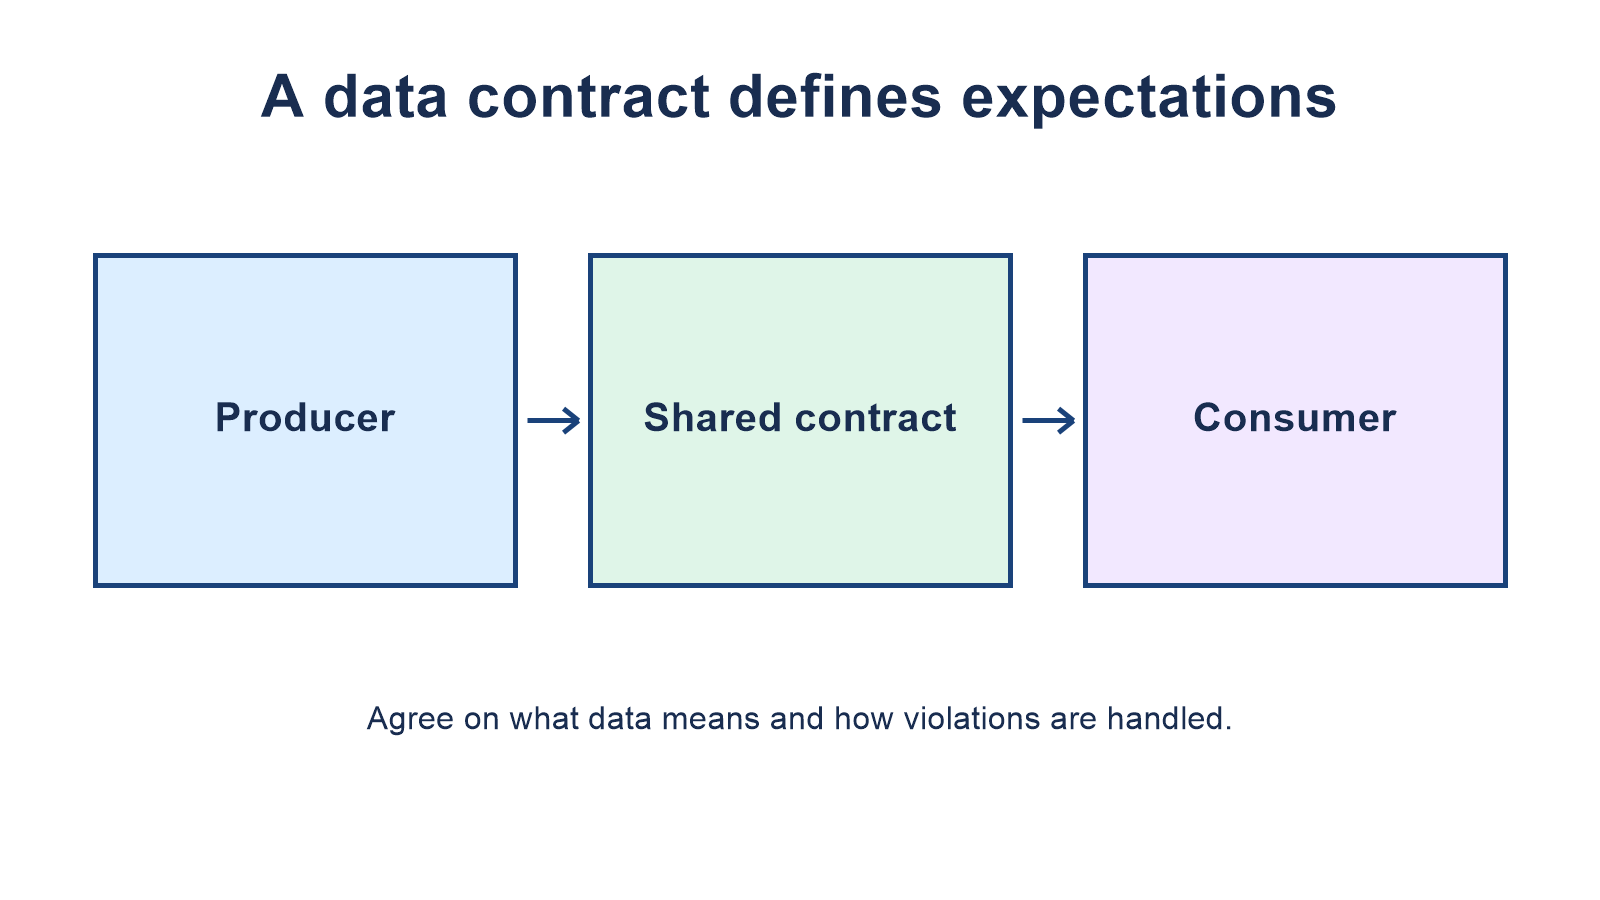 A data contract defines expectations
Producer
Shared contract
Consumer
Agree on what data means and how violations are handled.